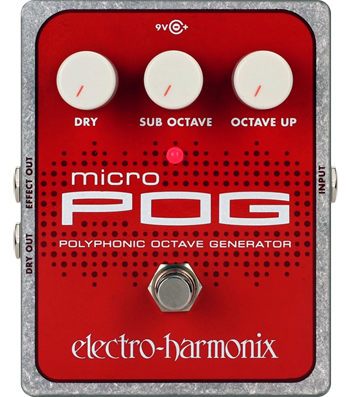 9V - +
DRY
SUB OCTAVE
OCTAVE UP
EFFECT OUT
DRY OUT
INPUT
micro
POG
POLYPHONIC OCTAVE GENERATOR
electro-harmonix